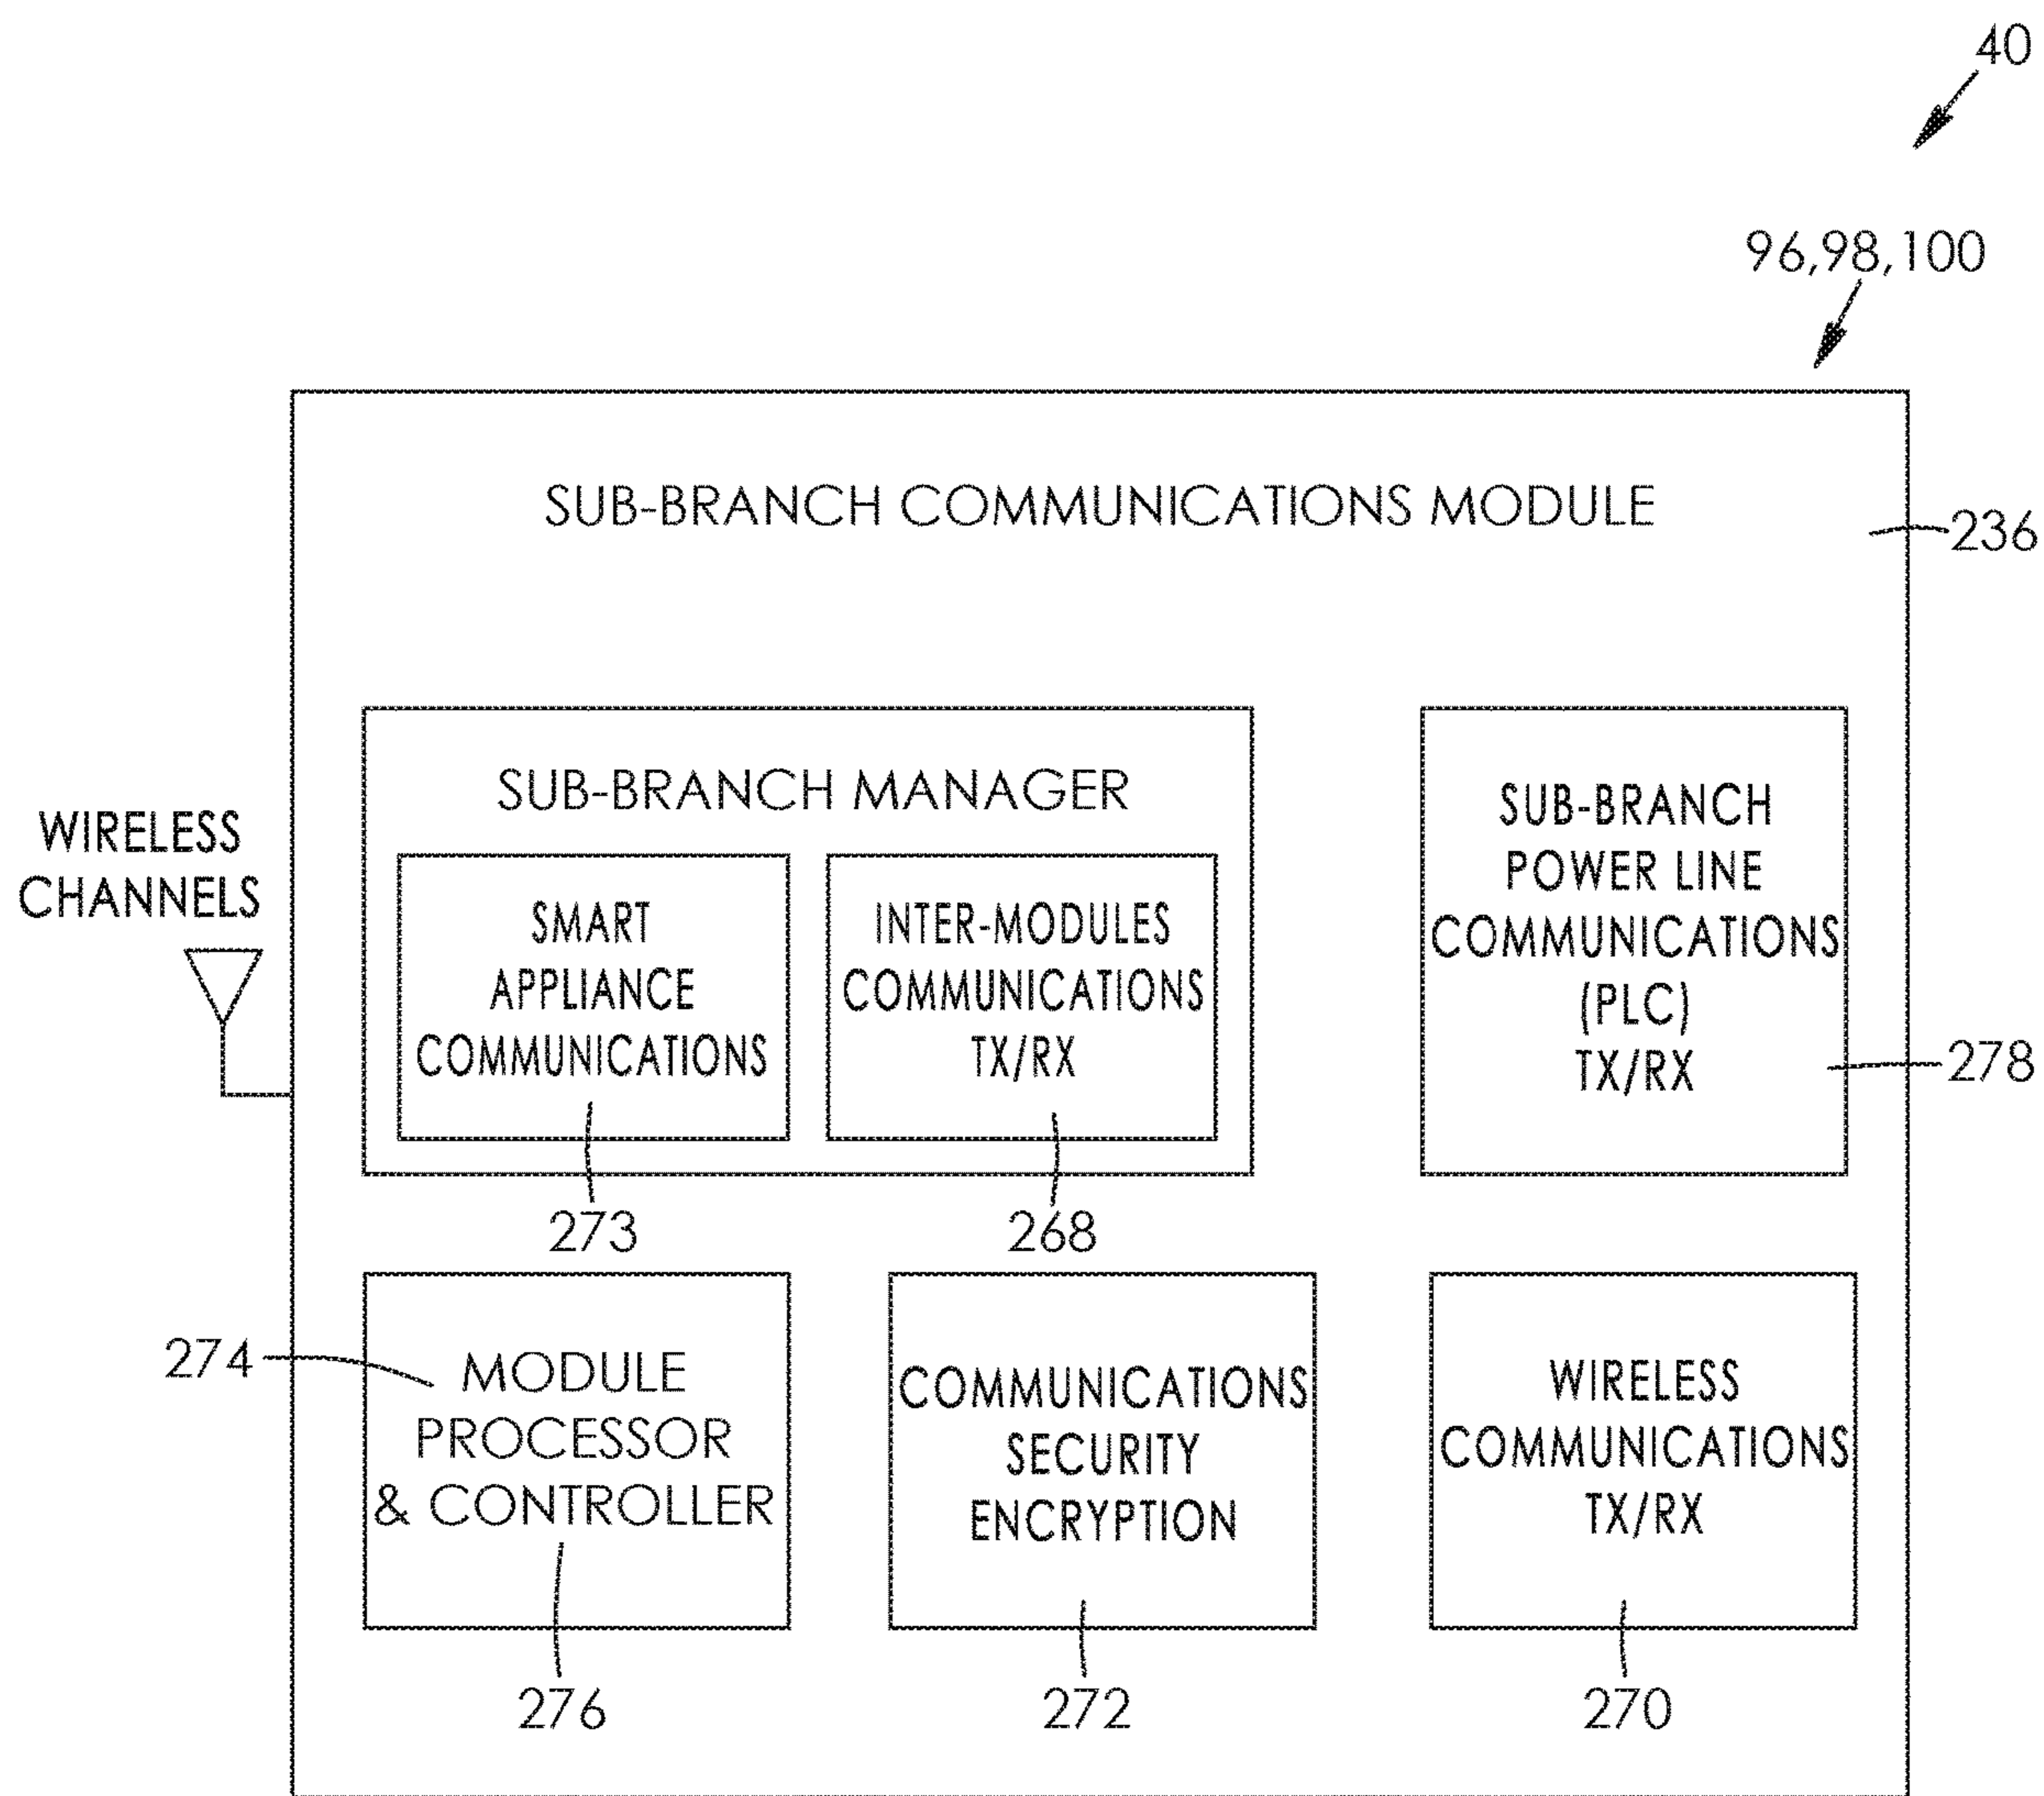 40
96,98,100
SUB-BRANCH COMMUNICATIONS MODULE
236
SUB-BRANCH MANAGER
WIRELESS
CHANNELS
SMART
APPLIANCE
COMMUNICATIONS
273
INTER-MODULES
COMMUNICATIONS
TX/RX
268
SUB-BRANCH
POWER LINE
COMMUNICATIONS
(PLC)
TX/RX
278
274
MODULE
PROCESSOR
& CONTROLLER
276
COMMUNICATIONS
SECURITY
ENCRYPTION
272
WIRELESS
COMMUNICATIONS
TX/RX
270